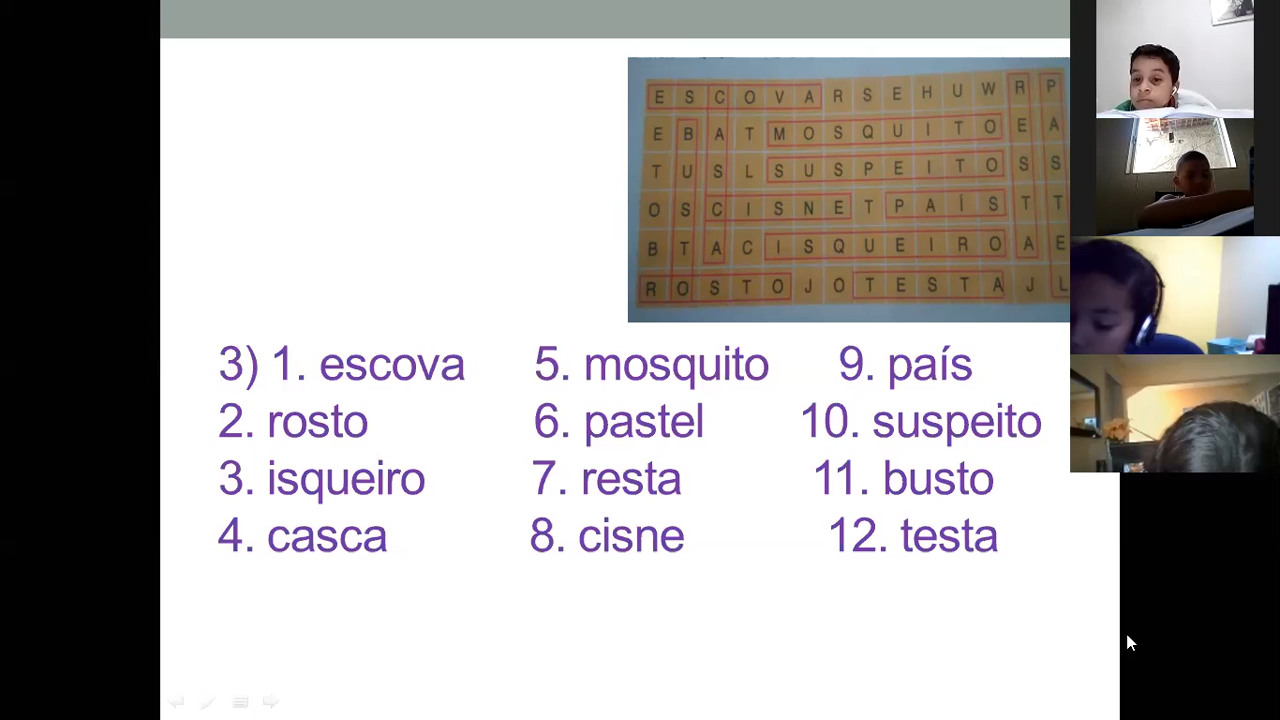 E S C O V A R S E H U W R P
E B A T M O S Q U I T O E A
T U S L S U S P E I T O S S
O S C I S N E T P A Í S T T
B T A C I S Q U E I R O A E
R O S T O J O T E S T A J L
3) 1. escova 5. mosquito 9. país
2. rosto 6. pastel 10. suspeito
3. isqueiro 7. resta 11. busto
4. casca 8. cisne 12. testa